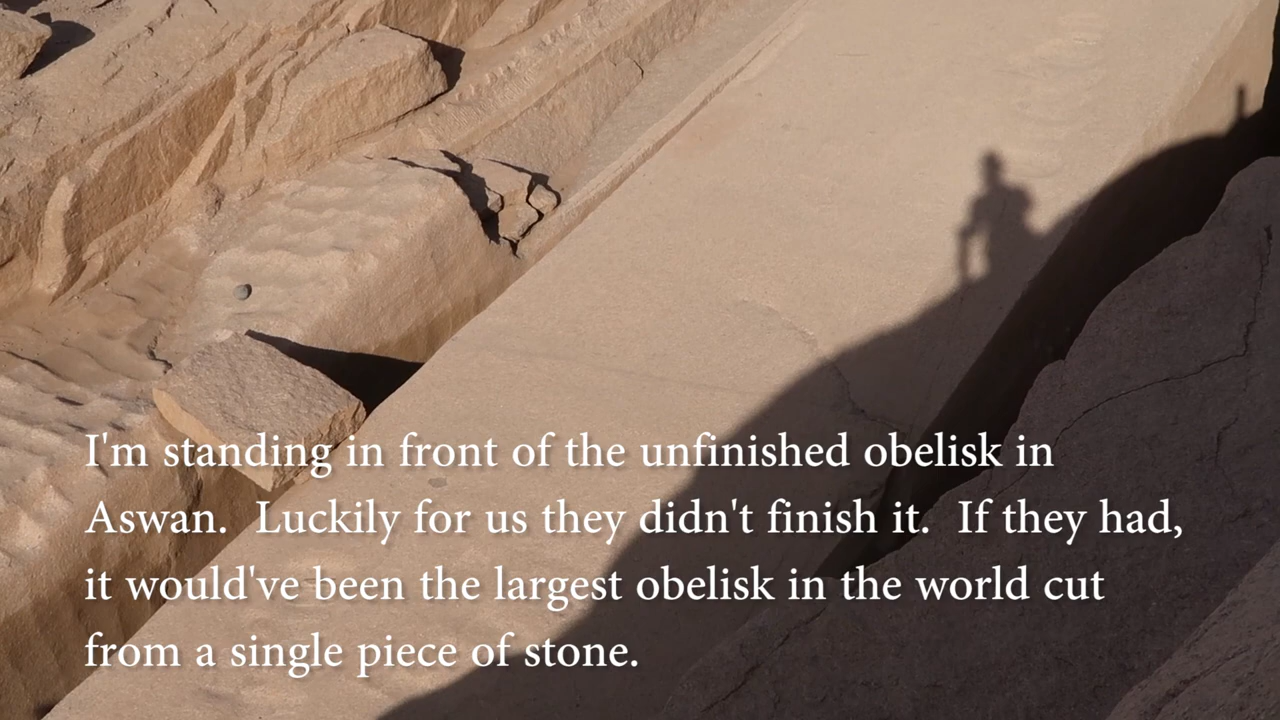 I'm standing in front of the unfinished obelisk in
Aswan.  Luckily for us they didn't finish it.  If they had,
it would've been the largest obelisk in the world cut
from a single piece of stone.